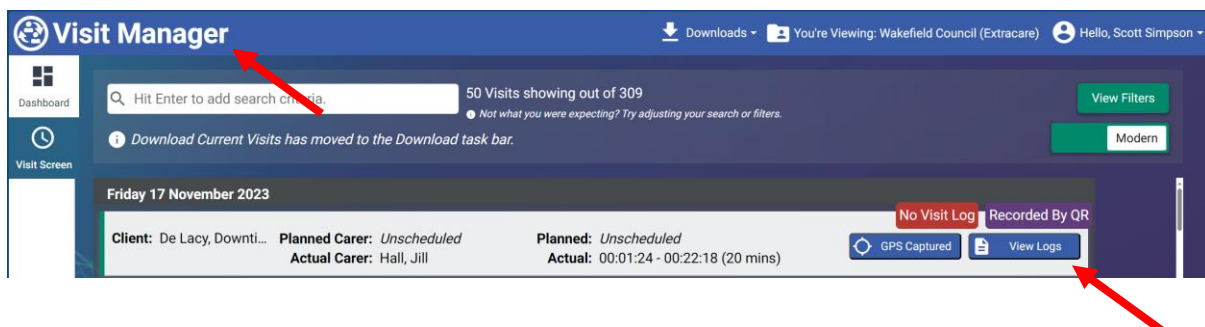 Visit Manager
Downloads
You're Viewing: Wakefield Council (Extracare)
Hello, Scott Simpson
Dashboard
Visit Screen
Hit Enter to add search criteria.
50 Visits showing out of 309
Not what you were expecting? Try adjusting your search or filters.
View Filters
Download Current Visits has moved to the Download task bar.
Modern
Friday 17 November 2023
No Visit Log
Recorded By QR
Client: De Lacy, Downti...
Planned Carer: Unscheduled
Planned: Unscheduled
GPS Captured
View Logs
Actual Carer: Hall, Jill
Actual: 00:01:24 - 00:22:18 (20 mins)